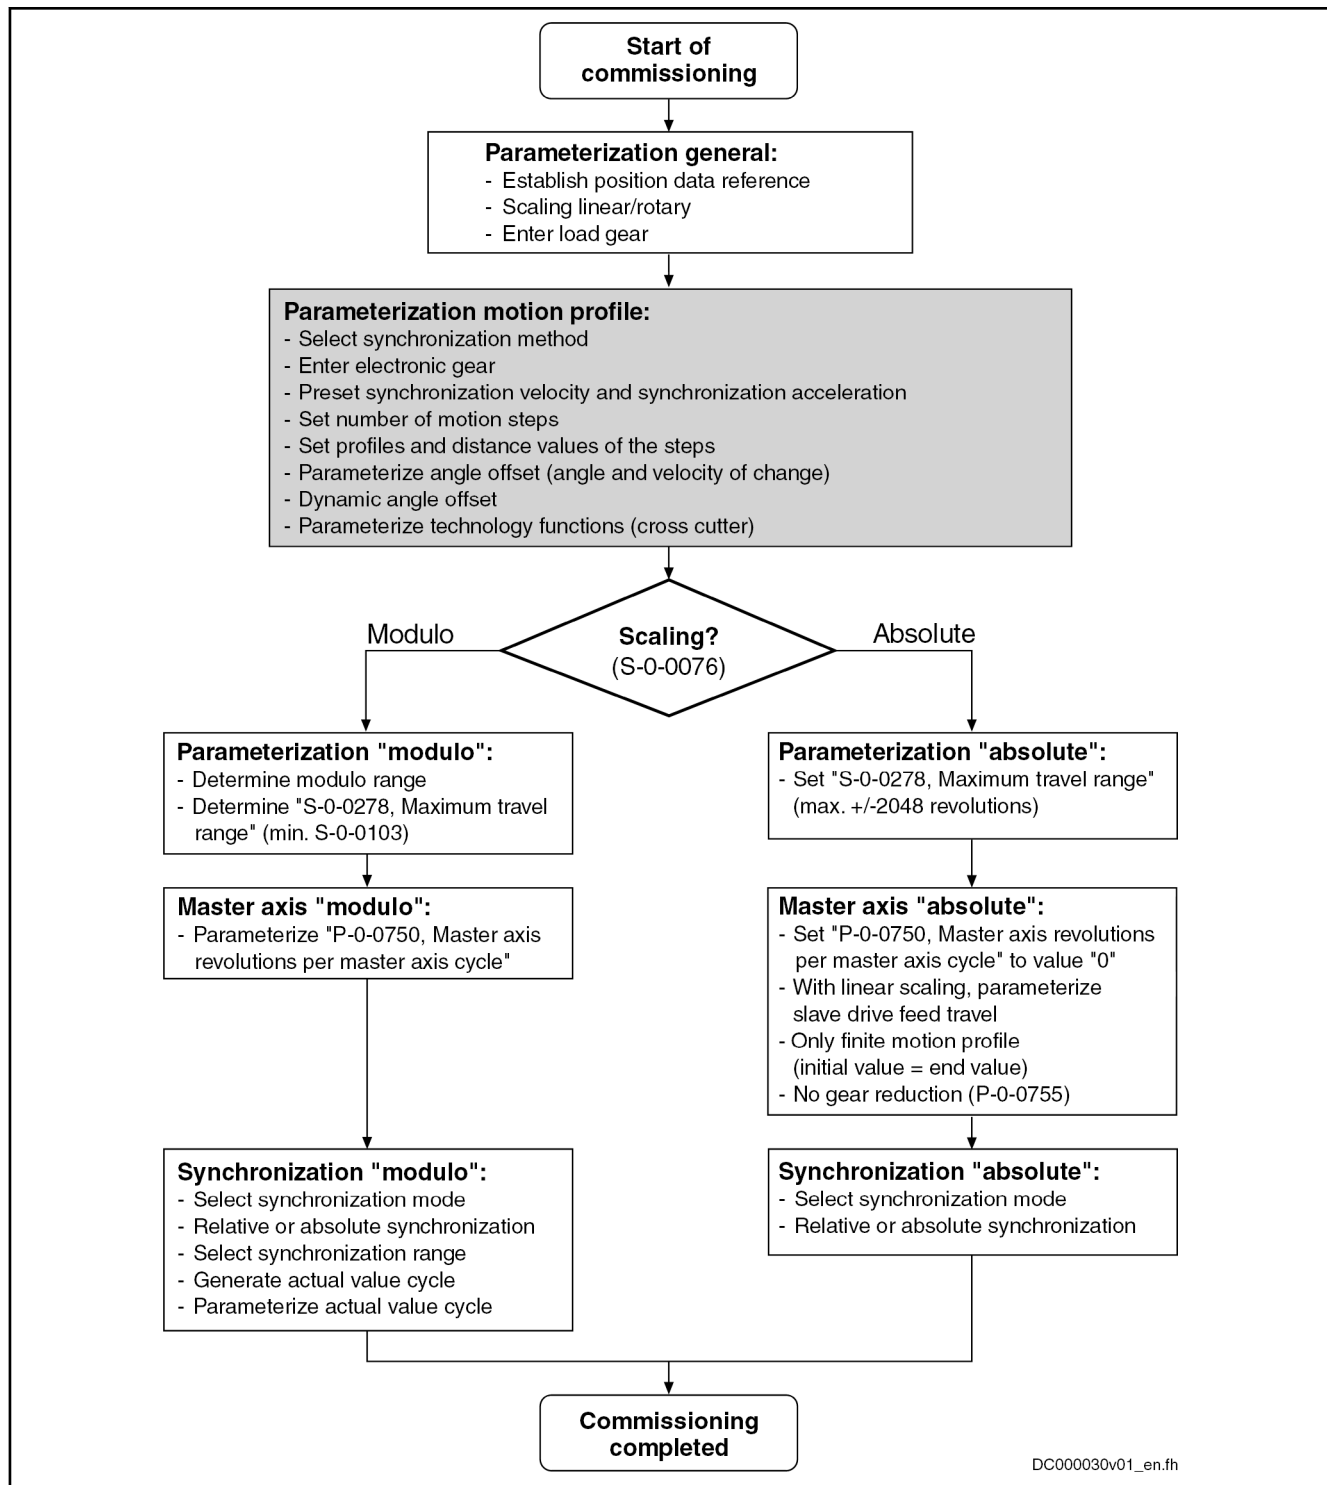 Start of
commissioning
Parameterization general:
- Establish position data reference
- Scaling linear/rotary
- Enter load gear
Parameterization motion profile:
- Select synchronization method
- Enter electronic gear
- Preset synchronization velocity and synchronization acceleration
- Set number of motion steps
- Set profiles and distance values of the steps
- Parameterize angle offset (angle and velocity of change)
- Dynamic angle offset
- Parameterize technology functions (cross cutter)
Modulo
Scaling?
(S-0-0076)
Absolute
Parameterization "modulo":
- Determine modulo range
- Determine "S-0-0278, Maximum travel
range" (min. S-0-0103)
Parameterization "absolute":
- Set "S-0-0278, Maximum travel range"
(max. +/-2048 revolutions)
Master axis "modulo":
- Parameterize "P-0-0750, Master axis
revolutions per master axis cycle"
Master axis "absolute":
- Set "P-0-0750, Master axis revolutions
per master axis cycle" to value "0"
- With linear scaling, parameterize
slave drive feed travel
- Only finite motion profile
(initial value = end value)
- No gear reduction (P-0-0755)
Synchronization "modulo":
- Select synchronization mode
- Relative or absolute synchronization
- Select synchronization range
- Generate actual value cycle
- Parameterize actual value cycle
Synchronization "absolute":
- Select synchronization mode
- Relative or absolute synchronization
Commissioning
completed
DC000030v01_en.fh